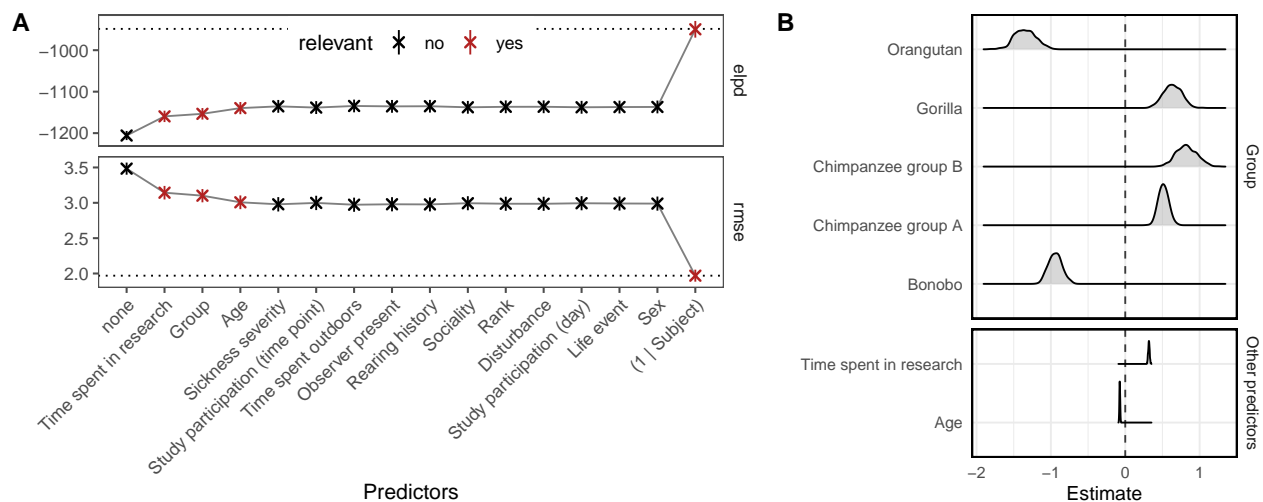 A
relevant no yes
−1000
−1100
−1200
elpd
3.5
3.0
2.5
2.0
rmse
none
Time spent in research
Group
Age
Sickness severity
Study participation (time point)
Time spent outdoors
Observer present
Rearing history
Sociality
Rank
Disturbance
Study participation (day)
Life event
Sex
(1 | Subject)
Predictors
B
Orangutan
Gorilla
Chimpanzee group B
Chimpanzee group A
Bonobo
Group
Time spent in research
Age
Other predictors
−2 −1 0 1
Estimate